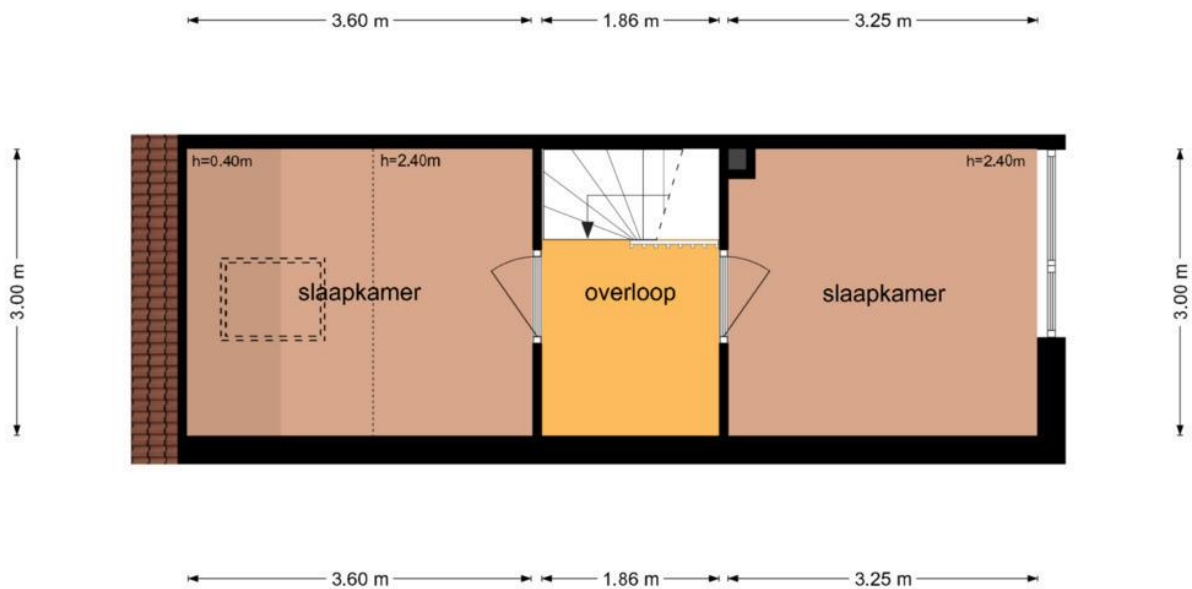 3.60 m
1.86 m
3.25 m
h=0.40m
h=2.40m
h=2.40m
3.00 m
slaapkamer
overloop
slaapkamer
3.00 m
3.60 m
1.86 m
3.25 m